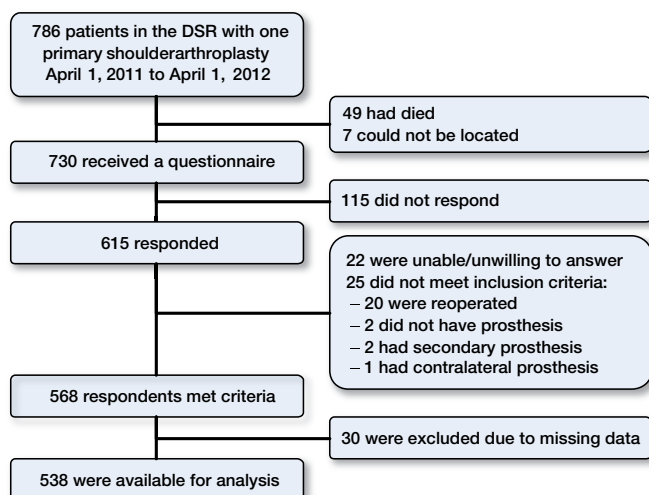 786 patients in the DSR with one
primary shoulderarthroplasty
April 1, 2011 to April 1, 2012
49 had died
7 could not be located
730 received a questionnaire
115 did not respond
615 responded
22 were unable/unwilling to answer
25 did not meet inclusion criteria:
– 20 were reoperated
– 2 did not have prosthesis
– 2 had secondary prosthesis
– 1 had contralateral prosthesis
568 respondents met criteria
30 were excluded due to missing data
538 were available for analysis